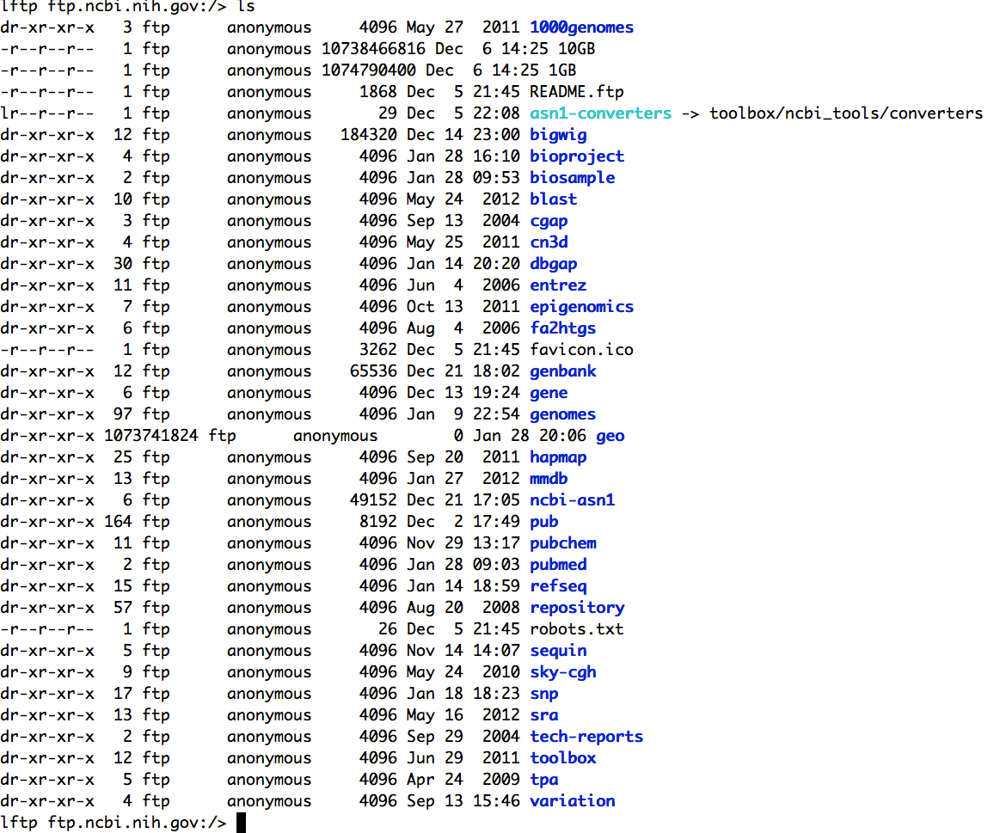 lftp ftp.ncbi.nih.gov:/> ls
dr-xr-xr-x   3 ftp      anonymous     4096 May 27  2011 1000genomes
-r--r--r--   1 ftp      anonymous 10738466816 Dec  6 14:25 10GB
-r--r--r--   1 ftp      anonymous 1074790400 Dec  6 14:25 1GB
-r--r--r--   1 ftp      anonymous     1868 Dec  5 21:45 README.ftp
lr--r--r--   1 ftp      anonymous       29 Dec  5 22:08 asn1-converters -> toolbox/ncbi_tools/converters
dr-xr-xr-x  12 ftp      anonymous   184320 Dec 14 23:00 bigwig
dr-xr-xr-x   4 ftp      anonymous     4096 Jan 28 16:10 bioproject
dr-xr-xr-x   2 ftp      anonymous     4096 Jan 28 09:53 biosample
dr-xr-xr-x  10 ftp      anonymous     4096 May 24  2012 blast
dr-xr-xr-x   3 ftp      anonymous     4096 Sep 13  2004 cgap
dr-xr-xr-x   4 ftp      anonymous     4096 May 25  2011 cn3d
dr-xr-xr-x  30 ftp      anonymous     4096 Jan 14 20:20 dbgap
dr-xr-xr-x  11 ftp      anonymous     4096 Jun  4  2006 entrez
dr-xr-xr-x   7 ftp      anonymous     4096 Oct 13  2011 epigenomics
dr-xr-xr-x   6 ftp      anonymous     4096 Aug  4  2006 fa2htgs
-r--r--r--   1 ftp      anonymous     3262 Dec  5 21:45 favicon.ico
dr-xr-xr-x  12 ftp      anonymous    65536 Dec 21 18:02 genbank
dr-xr-xr-x   6 ftp      anonymous     4096 Dec 13 19:24 gene
dr-xr-xr-x  97 ftp      anonymous     4096 Jan  9 22:54 genomes
dr-xr-xr-x 1073741824 ftp      anonymous        0 Jan 28 20:06 geo
dr-xr-xr-x  25 ftp      anonymous     4096 Sep 20  2011 hapmap
dr-xr-xr-x  13 ftp      anonymous     4096 Jan 27  2012 mmdb
dr-xr-xr-x   6 ftp      anonymous    49152 Dec 21 17:05 ncbi-asn1
dr-xr-xr-x 164 ftp      anonymous     8192 Dec  2 17:49 pub
dr-xr-xr-x  11 ftp      anonymous     4096 Nov 29 13:17 pubchem
dr-xr-xr-x   2 ftp      anonymous     4096 Jan 28 09:03 pubmed
dr-xr-xr-x  15 ftp      anonymous     4096 Jan 14 18:59 refseq
dr-xr-xr-x  57 ftp      anonymous     4096 Aug 20  2008 repository
-r--r--r--   1 ftp      anonymous       26 Dec  5 21:45 robots.txt
dr-xr-xr-x   5 ftp      anonymous     4096 Nov 14 14:07 sequin
dr-xr-xr-x   9 ftp      anonymous     4096 May 24  2010 sky-cgh
dr-xr-xr-x  17 ftp      anonymous     4096 Jan 18 18:23 snp
dr-xr-xr-x  13 ftp      anonymous     4096 May 16  2012 sra
dr-xr-xr-x   2 ftp      anonymous     4096 Sep 29  2004 tech-reports
dr-xr-xr-x  12 ftp      anonymous     4096 Jun 29  2011 toolbox
dr-xr-xr-x   5 ftp      anonymous     4096 Apr 24  2009 tpa
dr-xr-xr-x   4 ftp      anonymous     4096 Sep 13 15:46 variation
lftp ftp.ncbi.nih.gov:/>